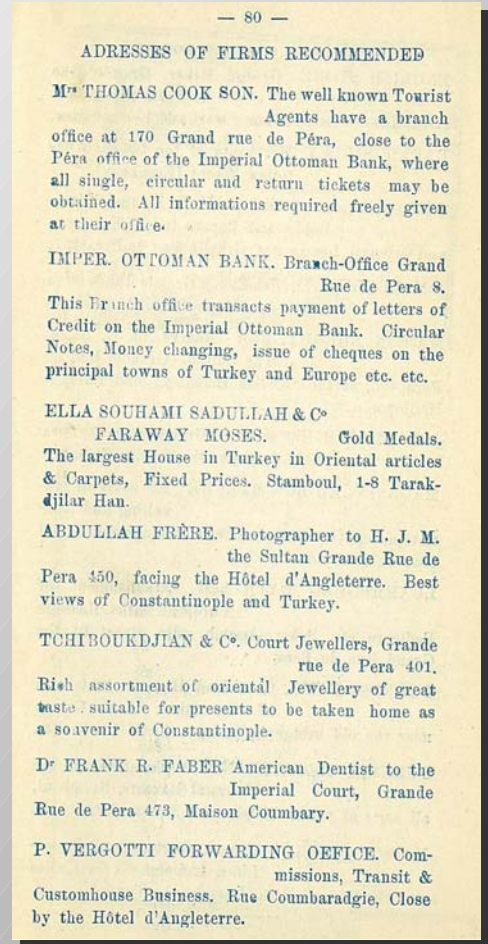 — 80 —
ADRESSES OF FIRMS RECOMMENDED
Mrs THOMAS COOK SON. The well known Tourist
Agents have a branch
office at 170 Grand rue de Péra, close to the
Péra office of the Imperial Ottoman Bank, where
all single, circular and return tickets may be
obtained. All informations required freely given
at their office.
IMPER. OTTOMAN BANK. Branch-Office Grand
Rue de Pera 8.
This Branch office transacts payment of letters of
Credit on the Imperial Ottoman Bank. Circular
Notes, Money changing, issue of cheques on the
principal towns of Turkey and Europe etc. etc.
ELLA SOUHAMI SADULLAH & Co
FARAWAY MOSES. Gold Medals.
The largest House in Turkey in Oriental articles
& Carpets, Fixed Prices. Stamboul, 1-8 Tarak-
djilar Han.
ABDULLAH FRÈRE. Photographer to H. J. M.
the Sultan Grande Rue de
Pera 450, facing the Hôtel d'Angleterre. Best
views of Constantinople and Turkey.
TCHIBOUKDJIAN & Co. Court Jewellers, Grande
rue de Pera 401.
Rish assortment of oriental Jewellery of great
taste suitable for presents to be taken home as
a souvenir of Constantinople.
Dr FRANK R. FABER American Dentist to the
Imperial Court, Grande
Rue de Pera 473, Maison Coumbary.
P. VERGOTTI FORWARDING OEFICE. Com-
missions, Transit &
Customhouse Business. Rue Coumbaradgie, Close
by the Hôtel d'Angleterre.